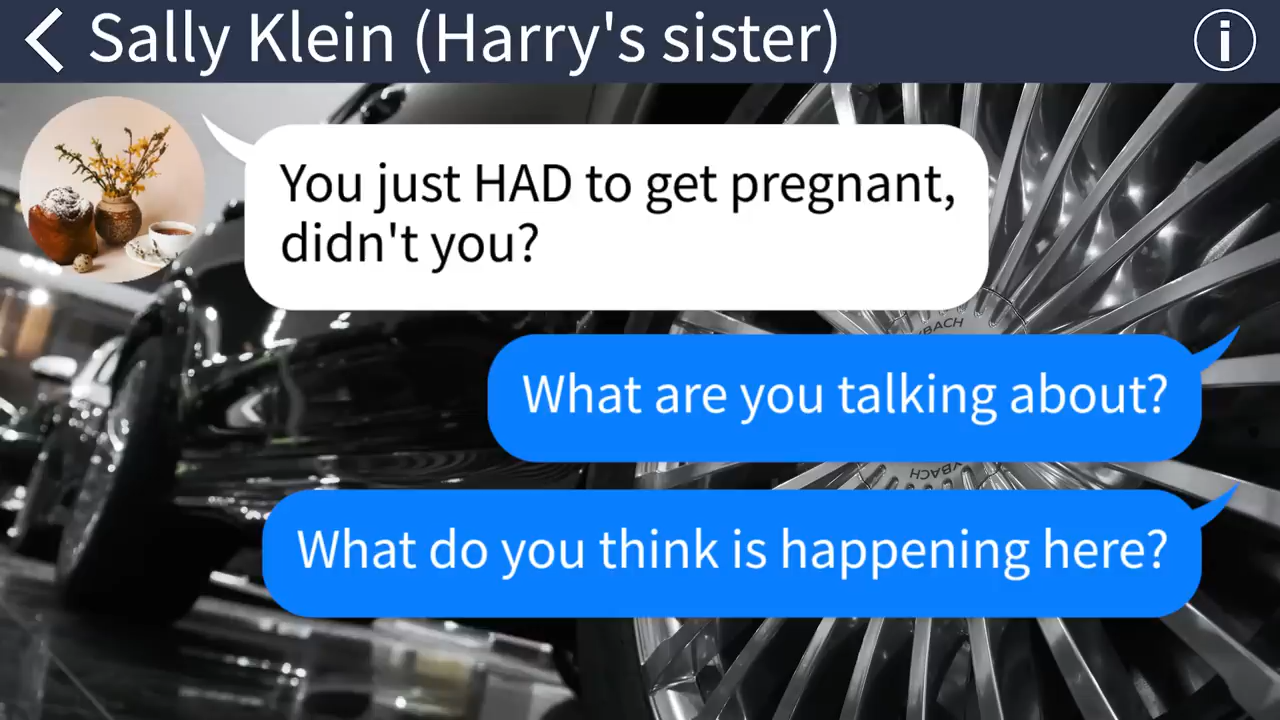 Sally Klein (Harry's sister)
i
You just HAD to get pregnant,
didn't you?
What are you talking about?
What do you think is happening here?